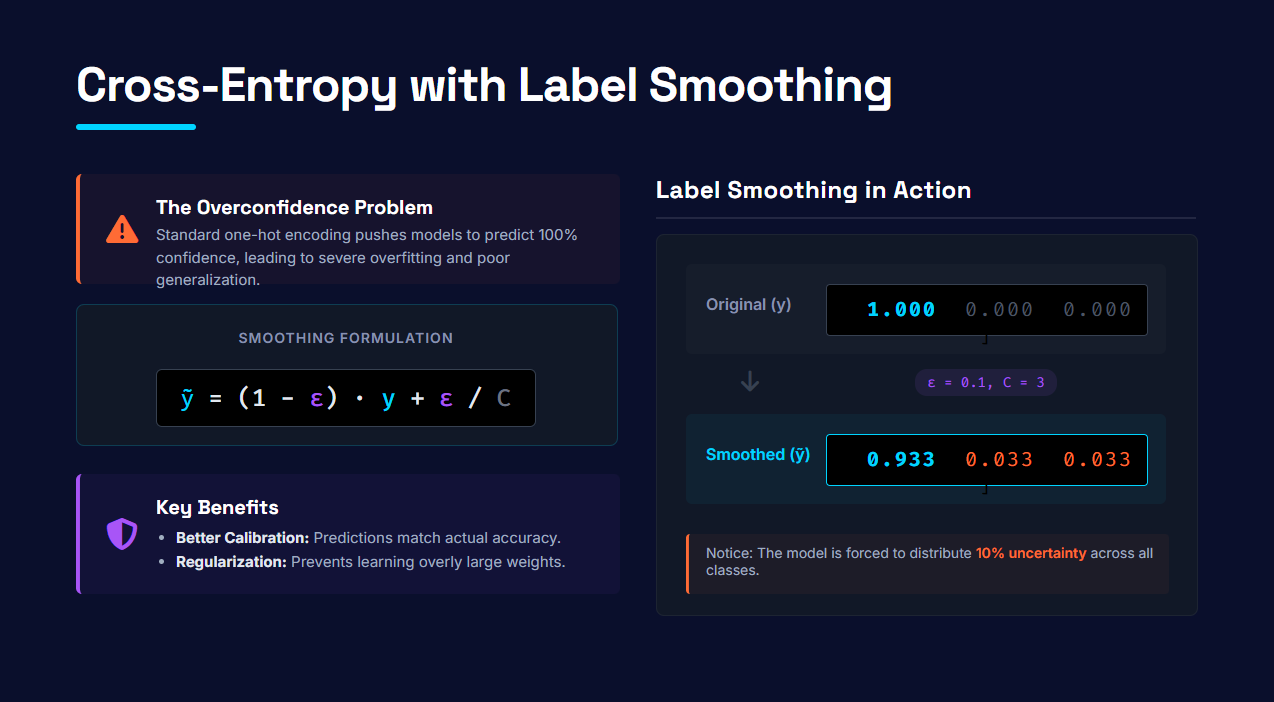 Cross-Entropy with Label Smoothing
The Overconfidence Problem
Standard one-hot encoding pushes models to predict 100%
confidence, leading to severe overfitting and poor
generalization.
SMOOTHING FORMULATION
ỹ = (1 − ε) · y + ε / C
Key Benefits
• Better Calibration: Predictions match actual accuracy.
• Regularization: Prevents learning overly large weights.
Label Smoothing in Action
Original (y)
1.000 0.000 0.000
]
ε = 0.1, C = 3
Smoothed (ỹ)
0.933 0.033 0.033
]
Notice: The model is forced to distribute 10% uncertainty across all
classes.